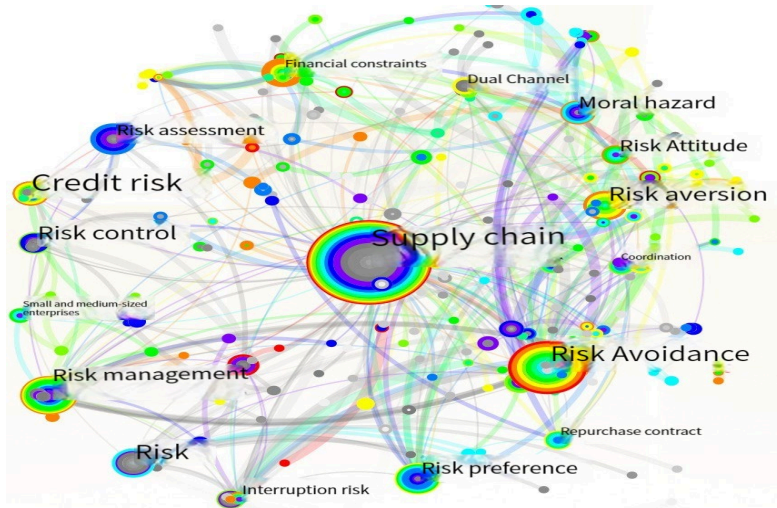 Financial constraints
Dual Channel
Moral hazard
Risk assessment
Risk Attitude
Credit risk
Risk aversion
Risk control
Supply chain
Coordination
Small and medium-sized
enterprises
Risk Avoidance
Risk management
Repurchase contract
Risk
Risk preference
Interruption risk